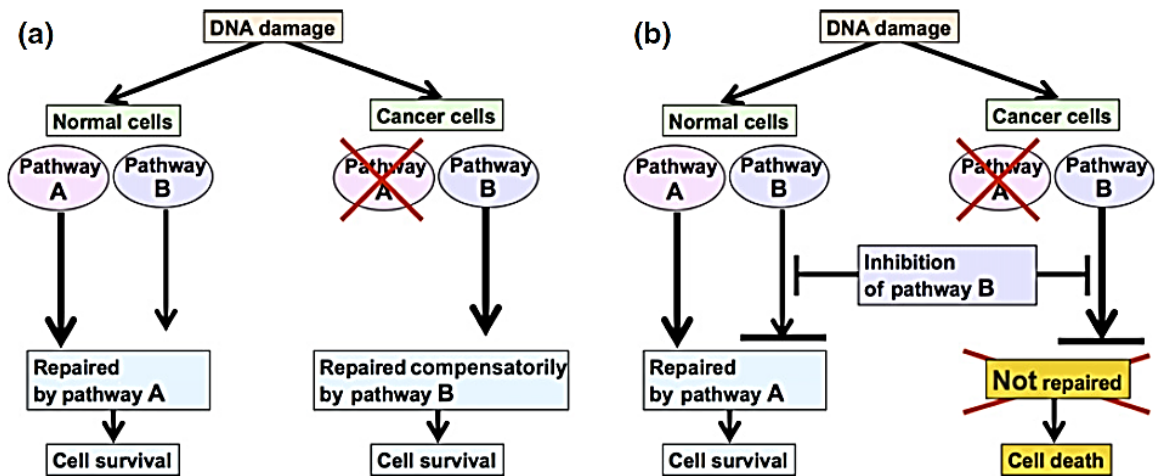 (a)
DNA damage
Normal cells
Cancer cells
Pathway
A
Pathway
B
Pathway
A
Pathway
B
Repaired
by pathway A
Repaired compensatorily
by pathway B
Cell survival
Cell survival
(b)
DNA damage
Normal cells
Cancer cells
Pathway
A
Pathway
B
Pathway
A
Pathway
B
Inhibition
of pathway B
Repaired
by pathway A
Not repaired
Cell survival
Cell death